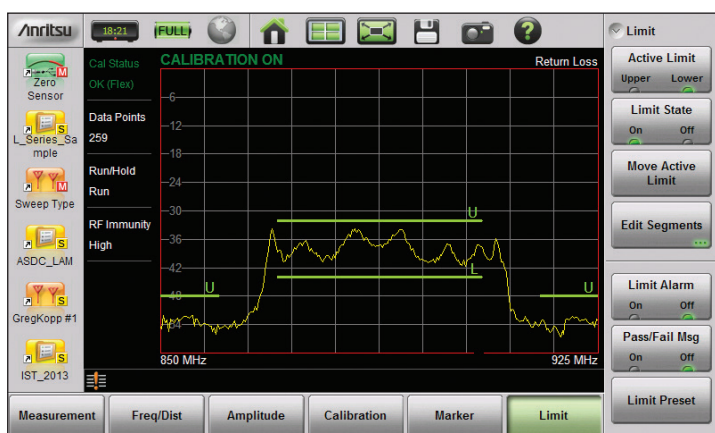 Anritsu
18:21
FULL
?
Limit
Zero Sensor
L_Series_Sa
mple
Sweep Type
ASDC_LAM
GregKopp #1
IST_2013
Cal Status
OK (Flex)
Data Points
259
Run/Hold
Run
RF Immunity
High
CALIBRATION ON
Return Loss
-6
-12
-18
-24
-30
-36
-42
-48
-54
U
U
L
U
850 MHz
925 MHz
Active Limit
Upper Lower
Limit State
On Off
Move Active
Limit
Edit Segments
Limit Alarm
On Off
Pass/Fail Msg
On Off
Limit Preset
Measurement
Freq/Dist
Amplitude
Calibration
Marker
Limit